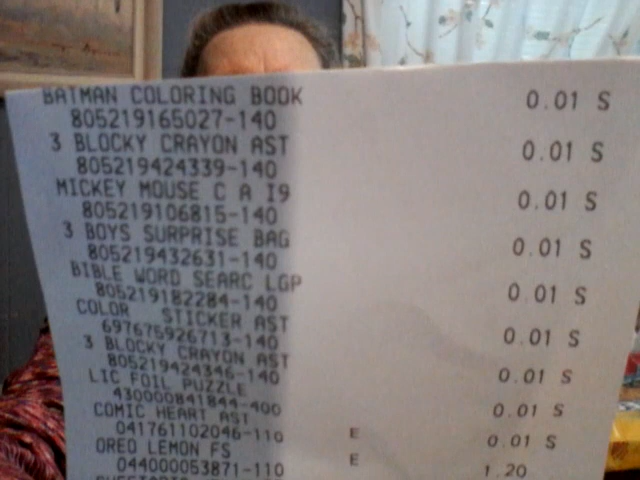 BATMAN COLORING BOOK 0.01 S
805219165027-140
3 BLOCKY CRAYON AST 0.01 S
805219424339-140
MICKEY MOUSE C A I9 0.01 S
805219106815-140
3 BOYS SURPRISE BAG 0.01 S
805219432631-140
BIBLE WORD SEARC LGP 0.01 S
805219182284-140
COLOR STICKER AST 0.01 S
697675926713-140
3 BLOCKY CRAYON AST 0.01 S
805219424346-140
LIC FOIL PUZZLE 0.01 S
430000841844-400
COMIC HEART AST 0.01 S
041761102046-110 E
OREO LEMON FS 1.20
044000053871-110 E